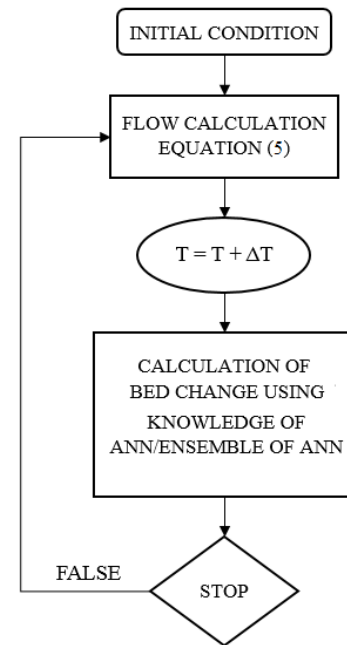 INITIAL CONDITION
FLOW CALCULATION
EQUATION (5)
T = T + ΔT
CALCULATION OF
BED CHANGE USING
KNOWLEDGE OF
ANN/ENSEMBLE OF ANN
FALSE
STOP